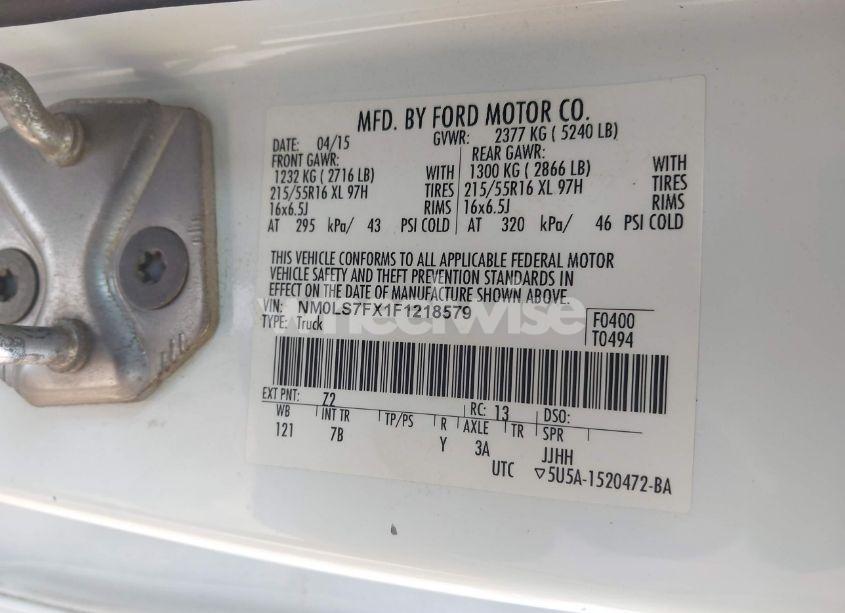 MFD. BY FORD MOTOR CO.
DATE: 04/15 GVWR: 2377 KG ( 5240 LB)
FRONT GAWR: REAR GAWR:
1232 KG ( 2716 LB) WITH 1300 KG ( 2866 LB) WITH
215/55R16 XL 97H TIRES 215/55R16 XL 97H TIRES
16x6.5J RIMS 16x6.5J RIMS
AT 295 kPa/ 43 PSI COLD AT 320 kPa/ 46 PSI COLD
THIS VEHICLE CONFORMS TO ALL APPLICABLE FEDERAL MOTOR
VEHICLE SAFETY AND THEFT PREVENTION STANDARDS IN
EFFECT ON THE DATE OF MANUFACTURE SHOWN ABOVE.
VIN: NM0LS7FX1F1218579 F0400
TYPE: Truck T0494
wheelwise
EXT PNT: 72 RC: 13 DSO:
WB INT TR TP/PS R AXLE TR SPR
121 7B Y 3A JJHH
UTC ▽5U5A-1520472-BA